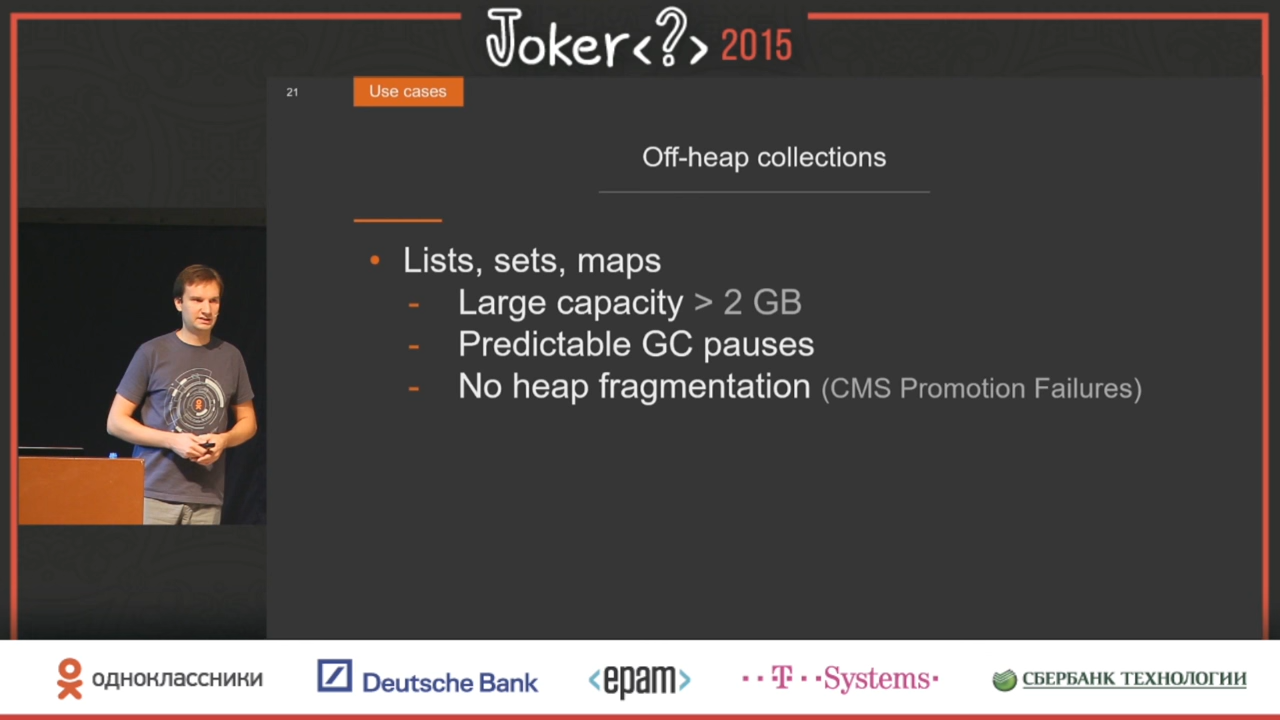 Joker<?> 2015
21
Use cases
Off-heap collections
• Lists, sets, maps
- Large capacity > 2 GB
- Predictable GC pauses
- No heap fragmentation (CMS Promotion Failures)
одноклассники
Deutsche Bank
<epam>
T Systems
СБЕРБАНК ТЕХНОЛОГИИ